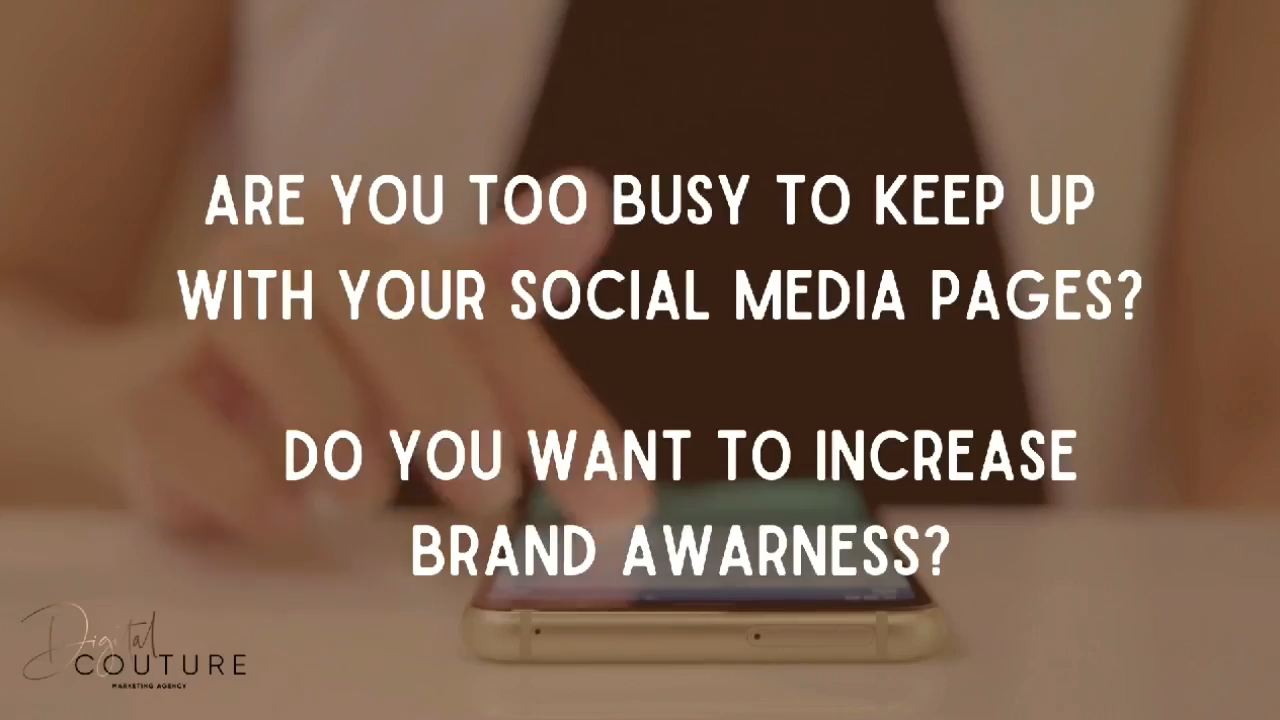 ARE YOU TOO BUSY TO KEEP UP
WITH YOUR SOCIAL MEDIA PAGES?
DO YOU WANT TO INCREASE
BRAND AWARNESS?
Digital
COUTURE
MARKETING AGENCY